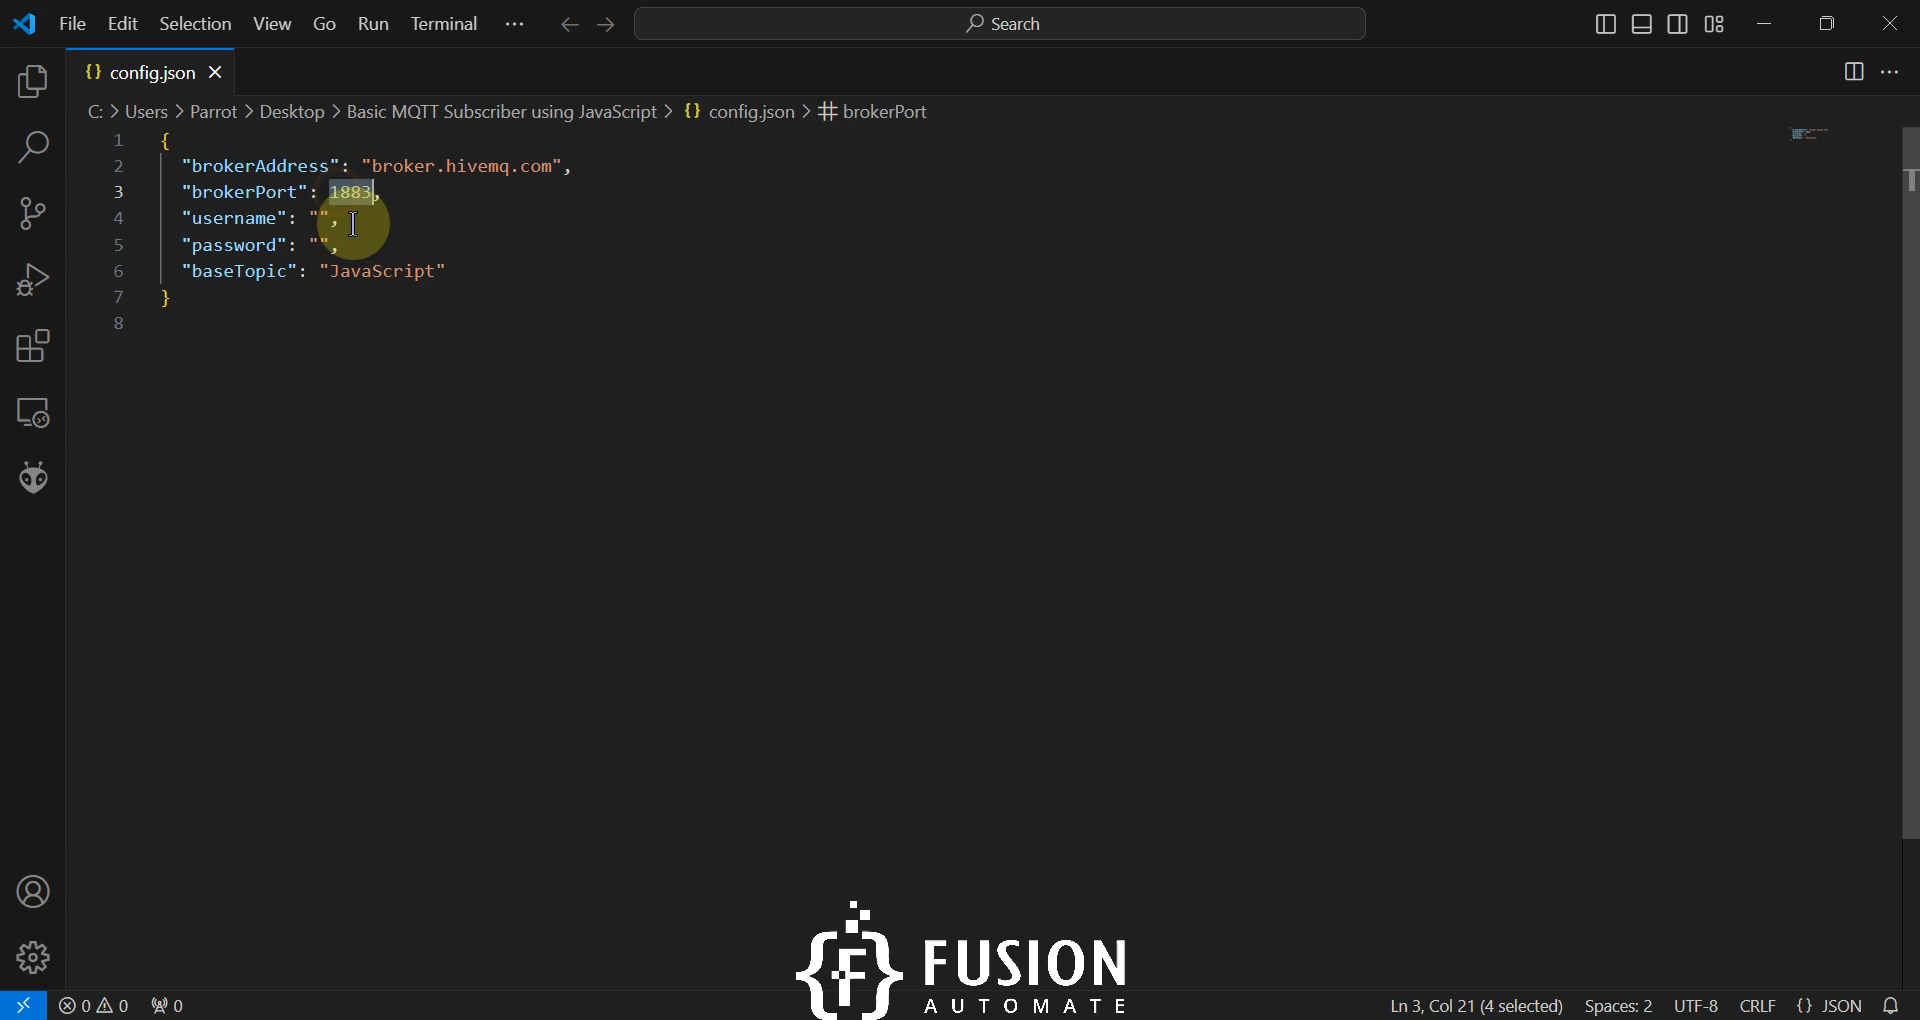 File Edit Selection View Go Run Terminal ··· Search
{} config.json
C: > Users > Parrot > Desktop > Basic MQTT Subscriber using JavaScript > {} config.json > # brokerPort
1 {
2 "brokerAddress": "broker.hivemq.com",
3 "brokerPort": 1883,
4 "username": "",
5 "password": "",
6 "baseTopic": "JavaScript"
7 }
8
FUSION
AUTOMATE
0 0 0 Ln 3, Col 21 (4 selected) Spaces: 2 UTF-8 CRLF {} JSON